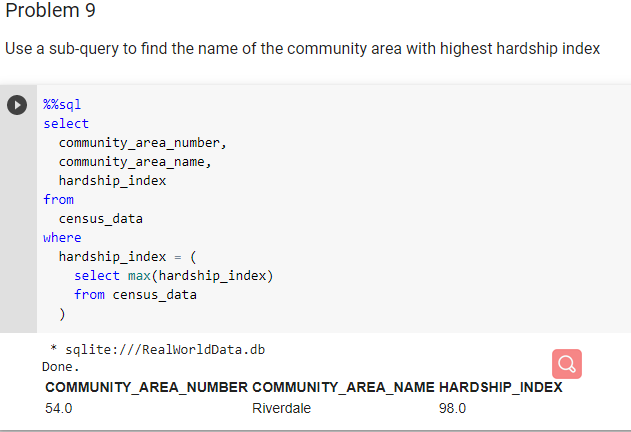 Problem 9
Use a sub-query to find the name of the community area with highest hardship index
%%sql
select
community_area_number,
community_area_name,
hardship_index
from
census_data
where
hardship_index = (
select max(hardship_index)
from census_data
)
* sqlite:///RealWorldData.db
Done.
COMMUNITY_AREA_NUMBER COMMUNITY_AREA_NAME HARDSHIP_INDEX
54.0 Riverdale 98.0